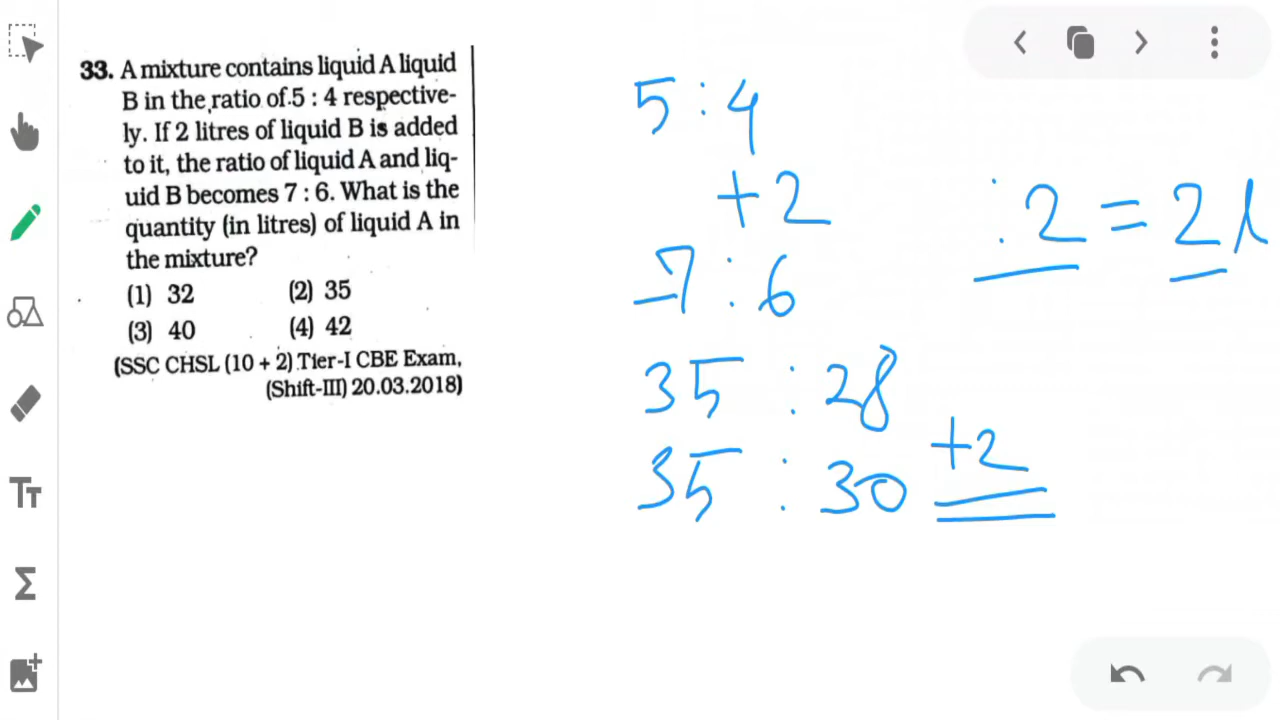 33. A mixture contains liquid A liquid
B in the ratio of 5 : 4 respective-
ly. If 2 litres of liquid B is added
to it, the ratio of liquid A and liq-
uid B becomes 7 : 6. What is the
quantity (in litres) of liquid A in
the mixture?
(1) 32 (2) 35
(3) 40 (4) 42
(SSC CHSL (10 + 2) Tier-I CBE Exam,
(Shift-III) 20.03.2018)
5 : 4
+2
7 : 6
35 : 28
35 : 30 +2
: 2 = 2l
TT
Σ